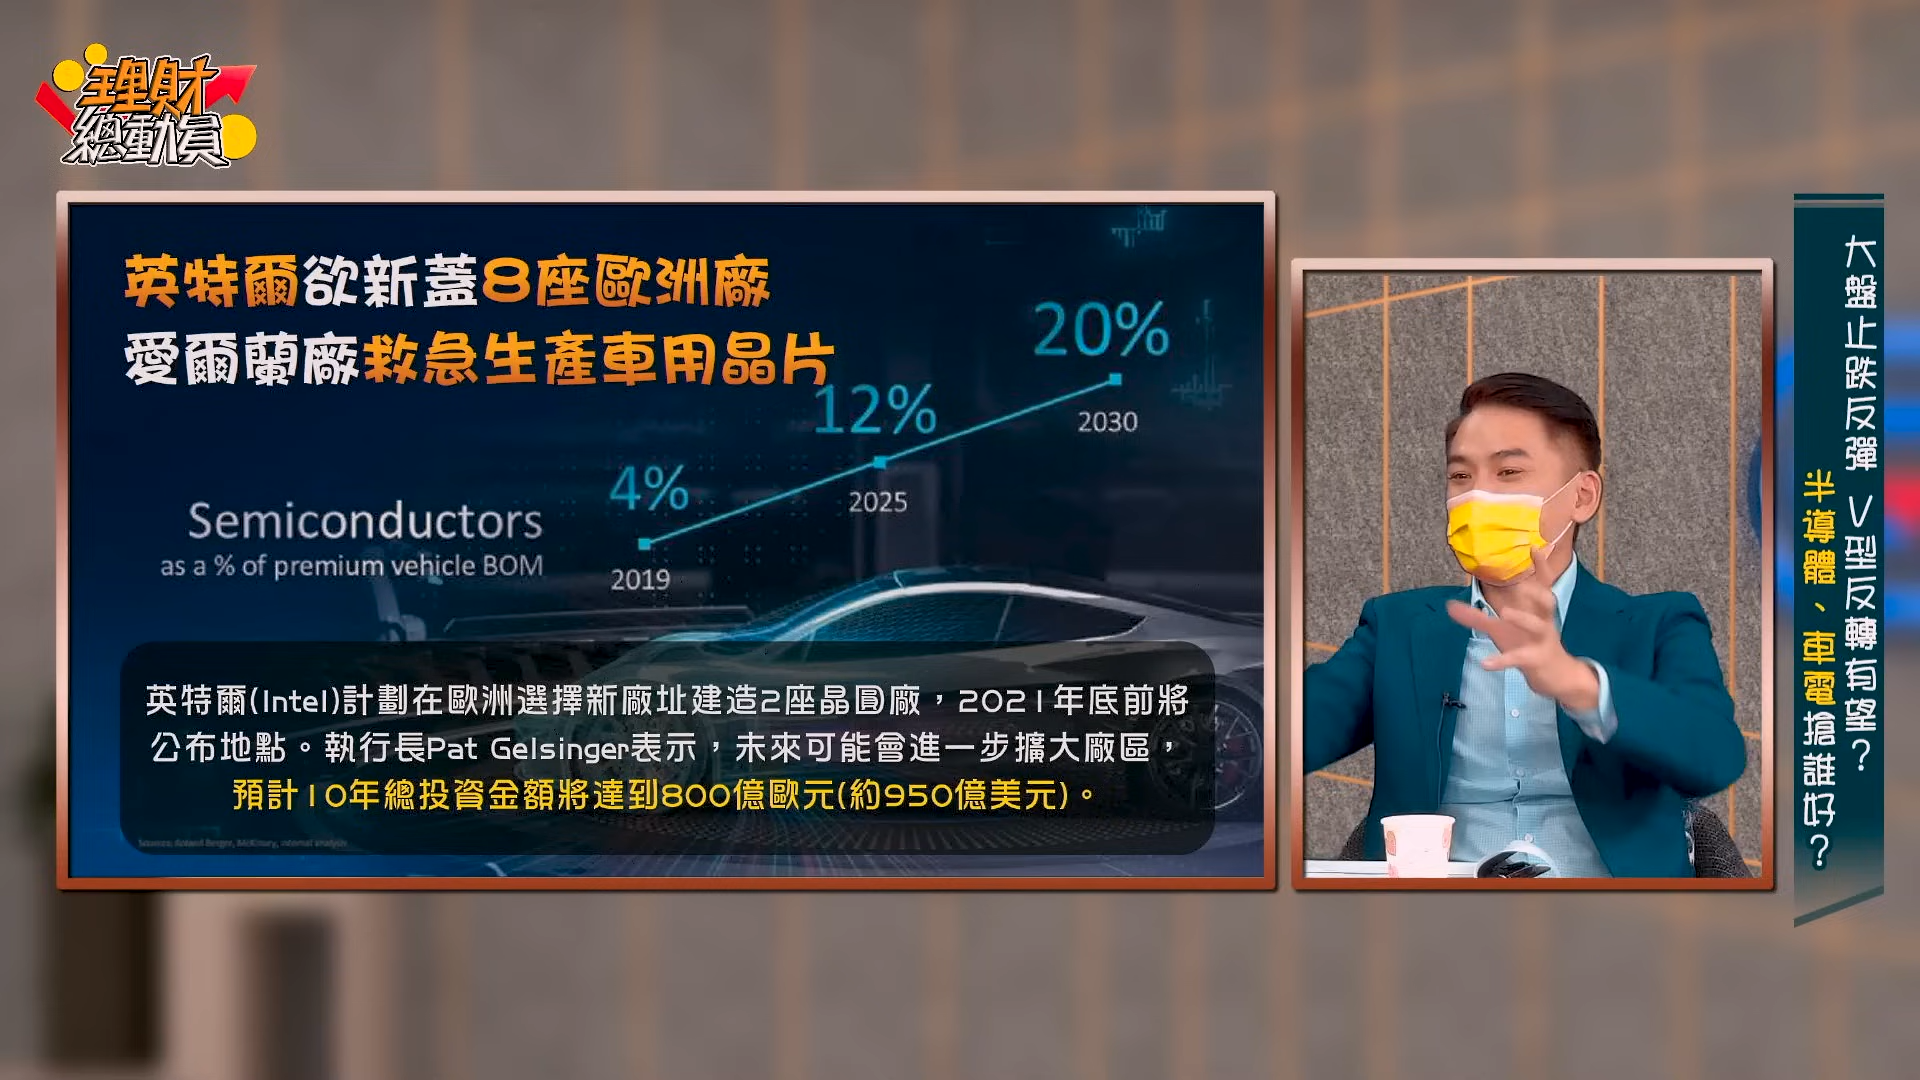 理財
總動員
英特爾欲新蓋8座歐洲廠
愛爾蘭廠救急生產車用晶片
20%
12%
2030
4%
2025
Semiconductors
as a % of premium vehicle BOM
2019
英特爾(Intel)計劃在歐洲選擇新廠址建造2座晶圓廠，2021年底前將
公布地點。執行長Pat Gelsinger表示，未來可能會進一步擴大廠區，
預計10年總投資金額將達到800億歐元(約950億美元)。
Sources: Roland Berger, McKinsey, internal analysis
大盤止跌反彈 V型反轉有望？
半導體、車電搶誰好？